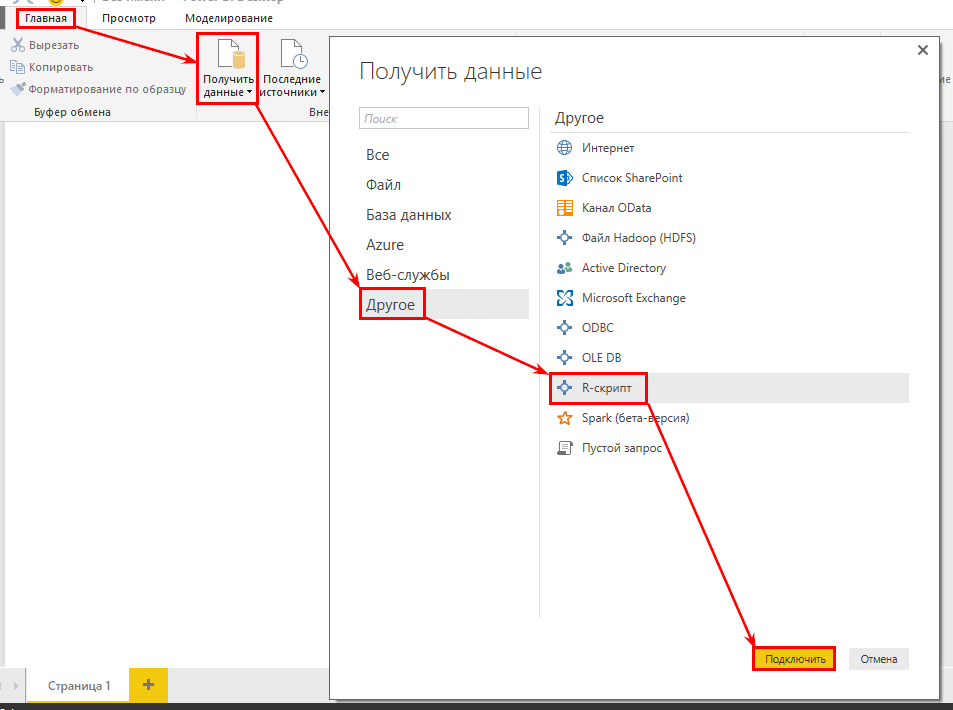 Главная
Просмотр
Моделирование
Вырезать
Копировать
Форматирование по образцу
Буфер обмена
Получить
данные
Последние
источники
Вне
Получить данные
Поиск
Все
Файл
База данных
Azure
Веб-службы
Другое
Другое
Интернет
Список SharePoint
Канал OData
Файл Hadoop (HDFS)
Active Directory
Microsoft Exchange
ODBC
OLE DB
R-скрипт
Spark (бета-версия)
Пустой запрос
Подключить
Отмена
Страница 1